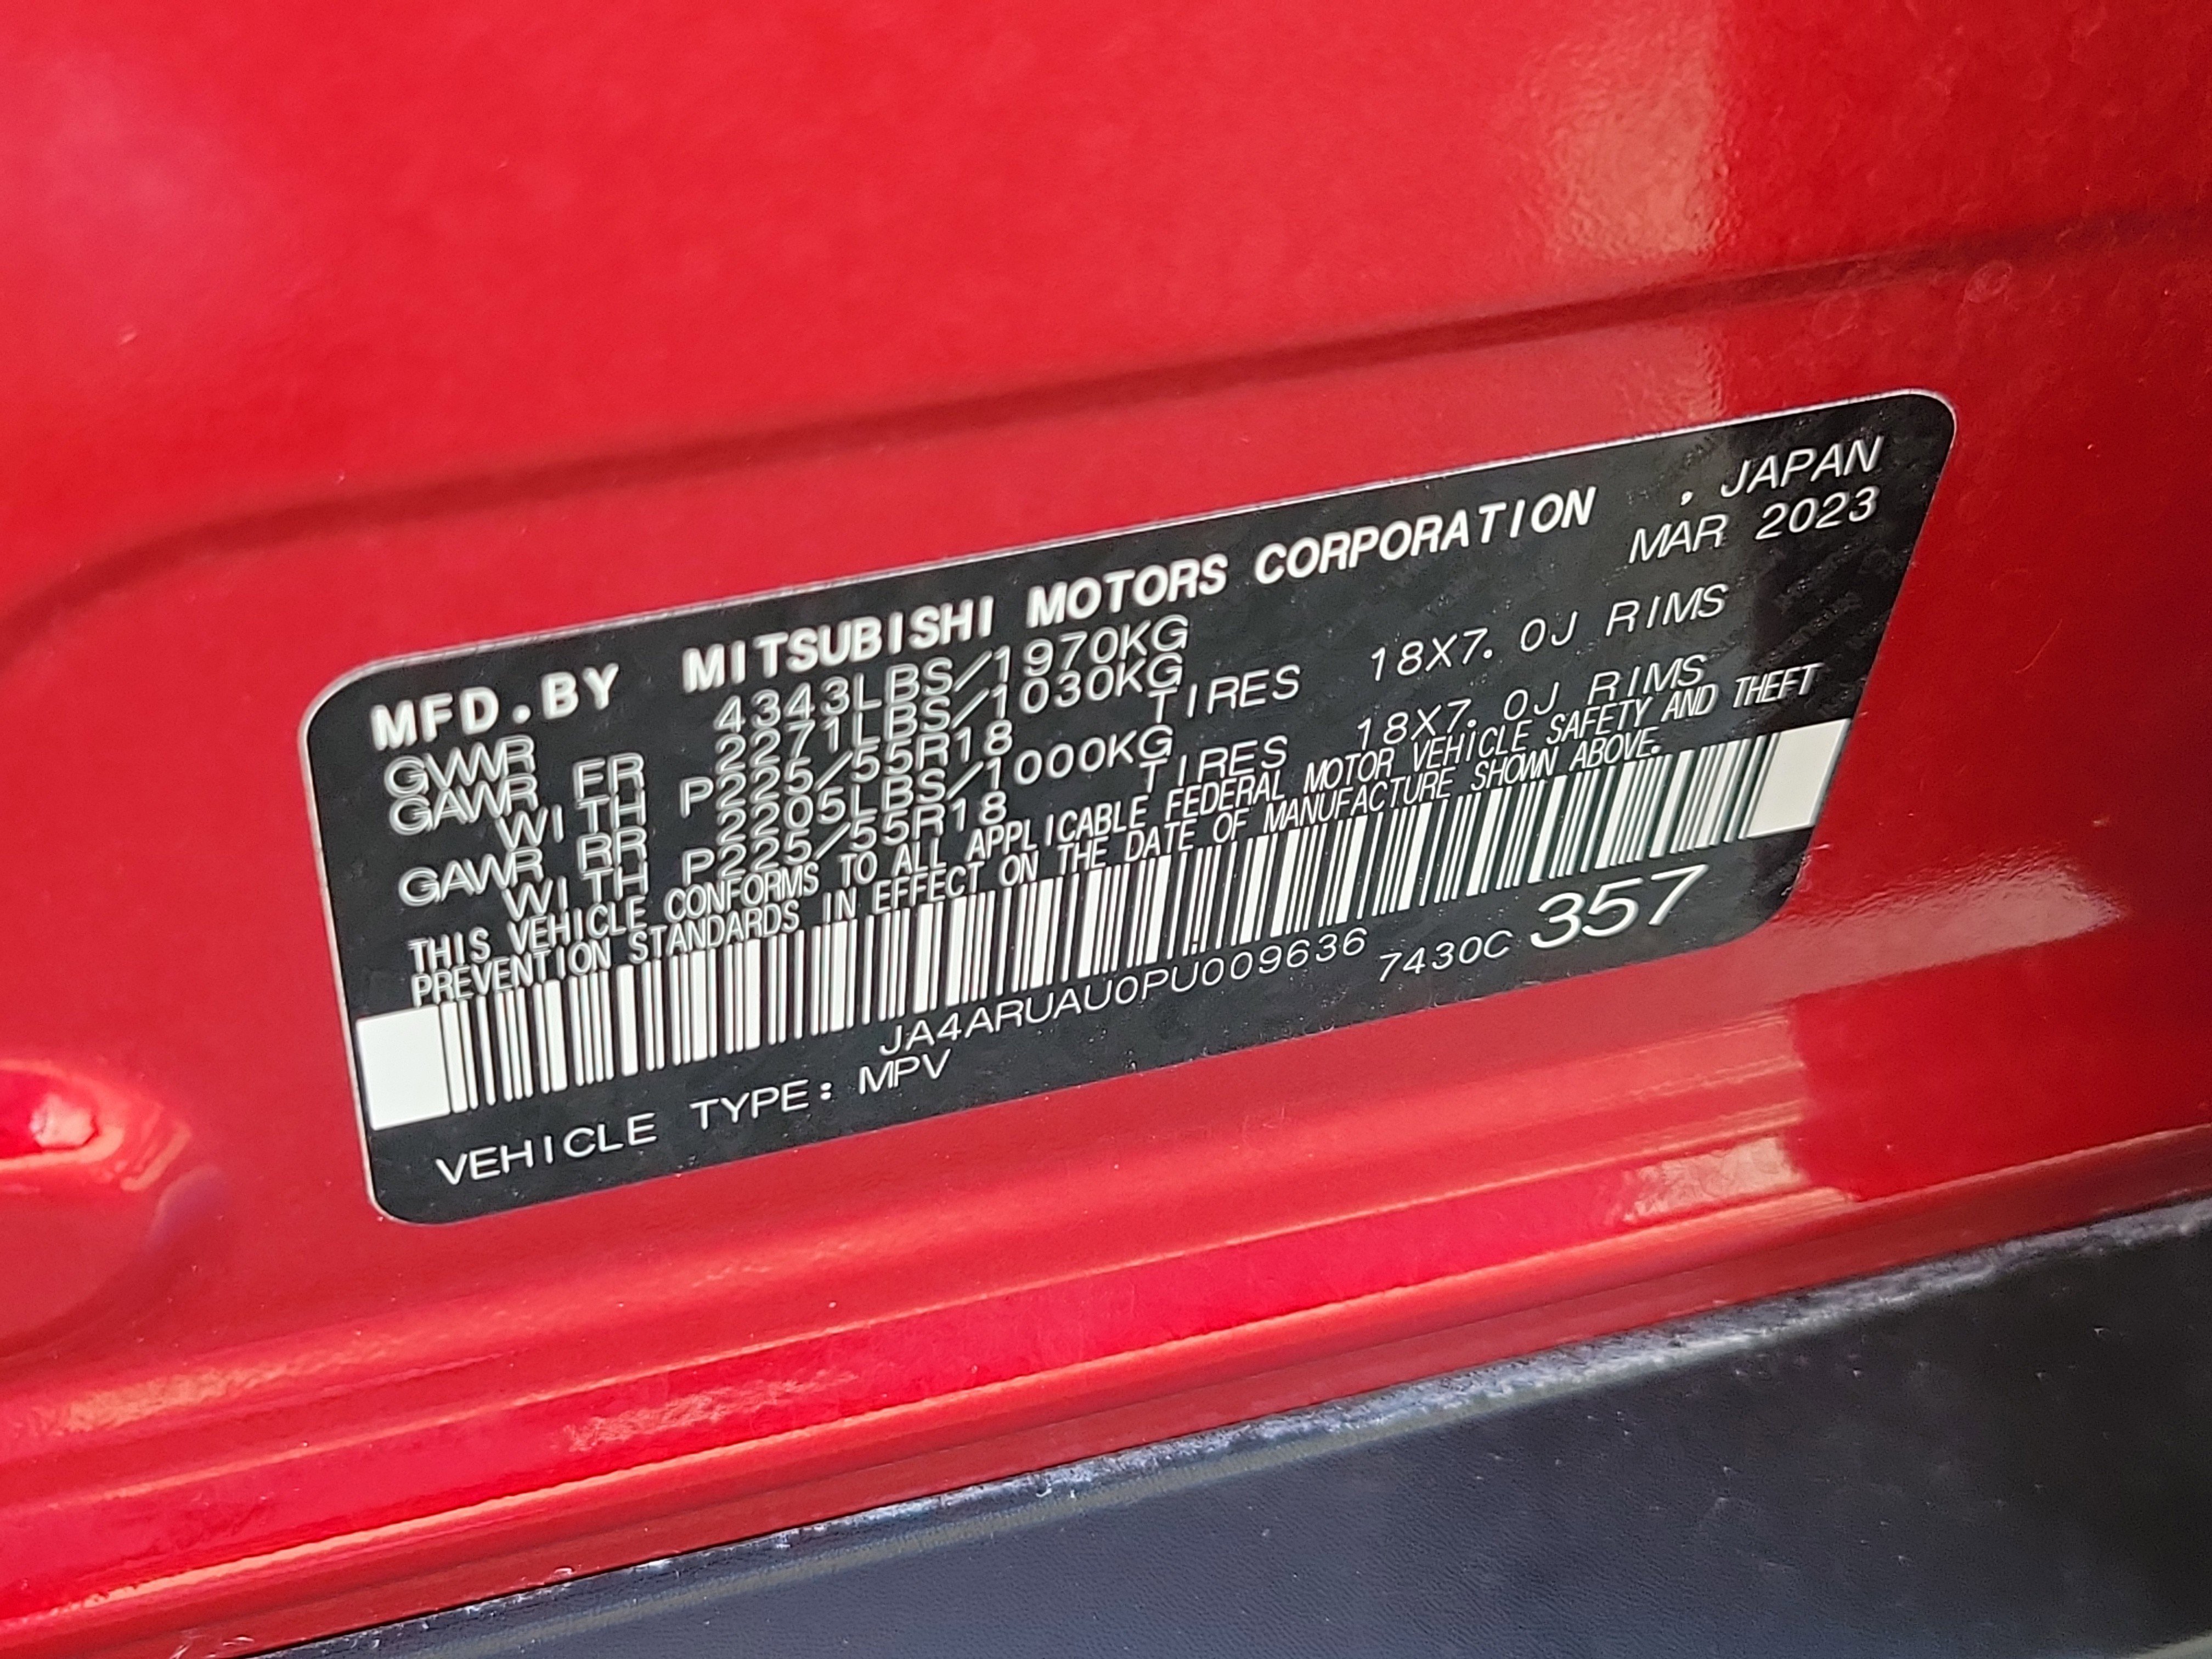 MFD.BY MITSUBISHI MOTORS CORPORATION , JAPAN
MAR 2023
GVWR 4343LBS/1970KG
GAWR FR 2271LBS/1030KG
WITH P225/55R18 TIRES 18X7.0J RIMS
GAWR RR 2205LBS/1000KG
WITH P225/55R18 TIRES 18X7.0J RIMS
THIS VEHICLE CONFORMS TO ALL APPLICABLE FEDERAL MOTOR VEHICLE SAFETY AND THEFT
PREVENTION STANDARDS IN EFFECT ON THE DATE OF MANUFACTURE SHOWN ABOVE.
JA4ARUAU0PU009636 7430C 357
VEHICLE TYPE: MPV